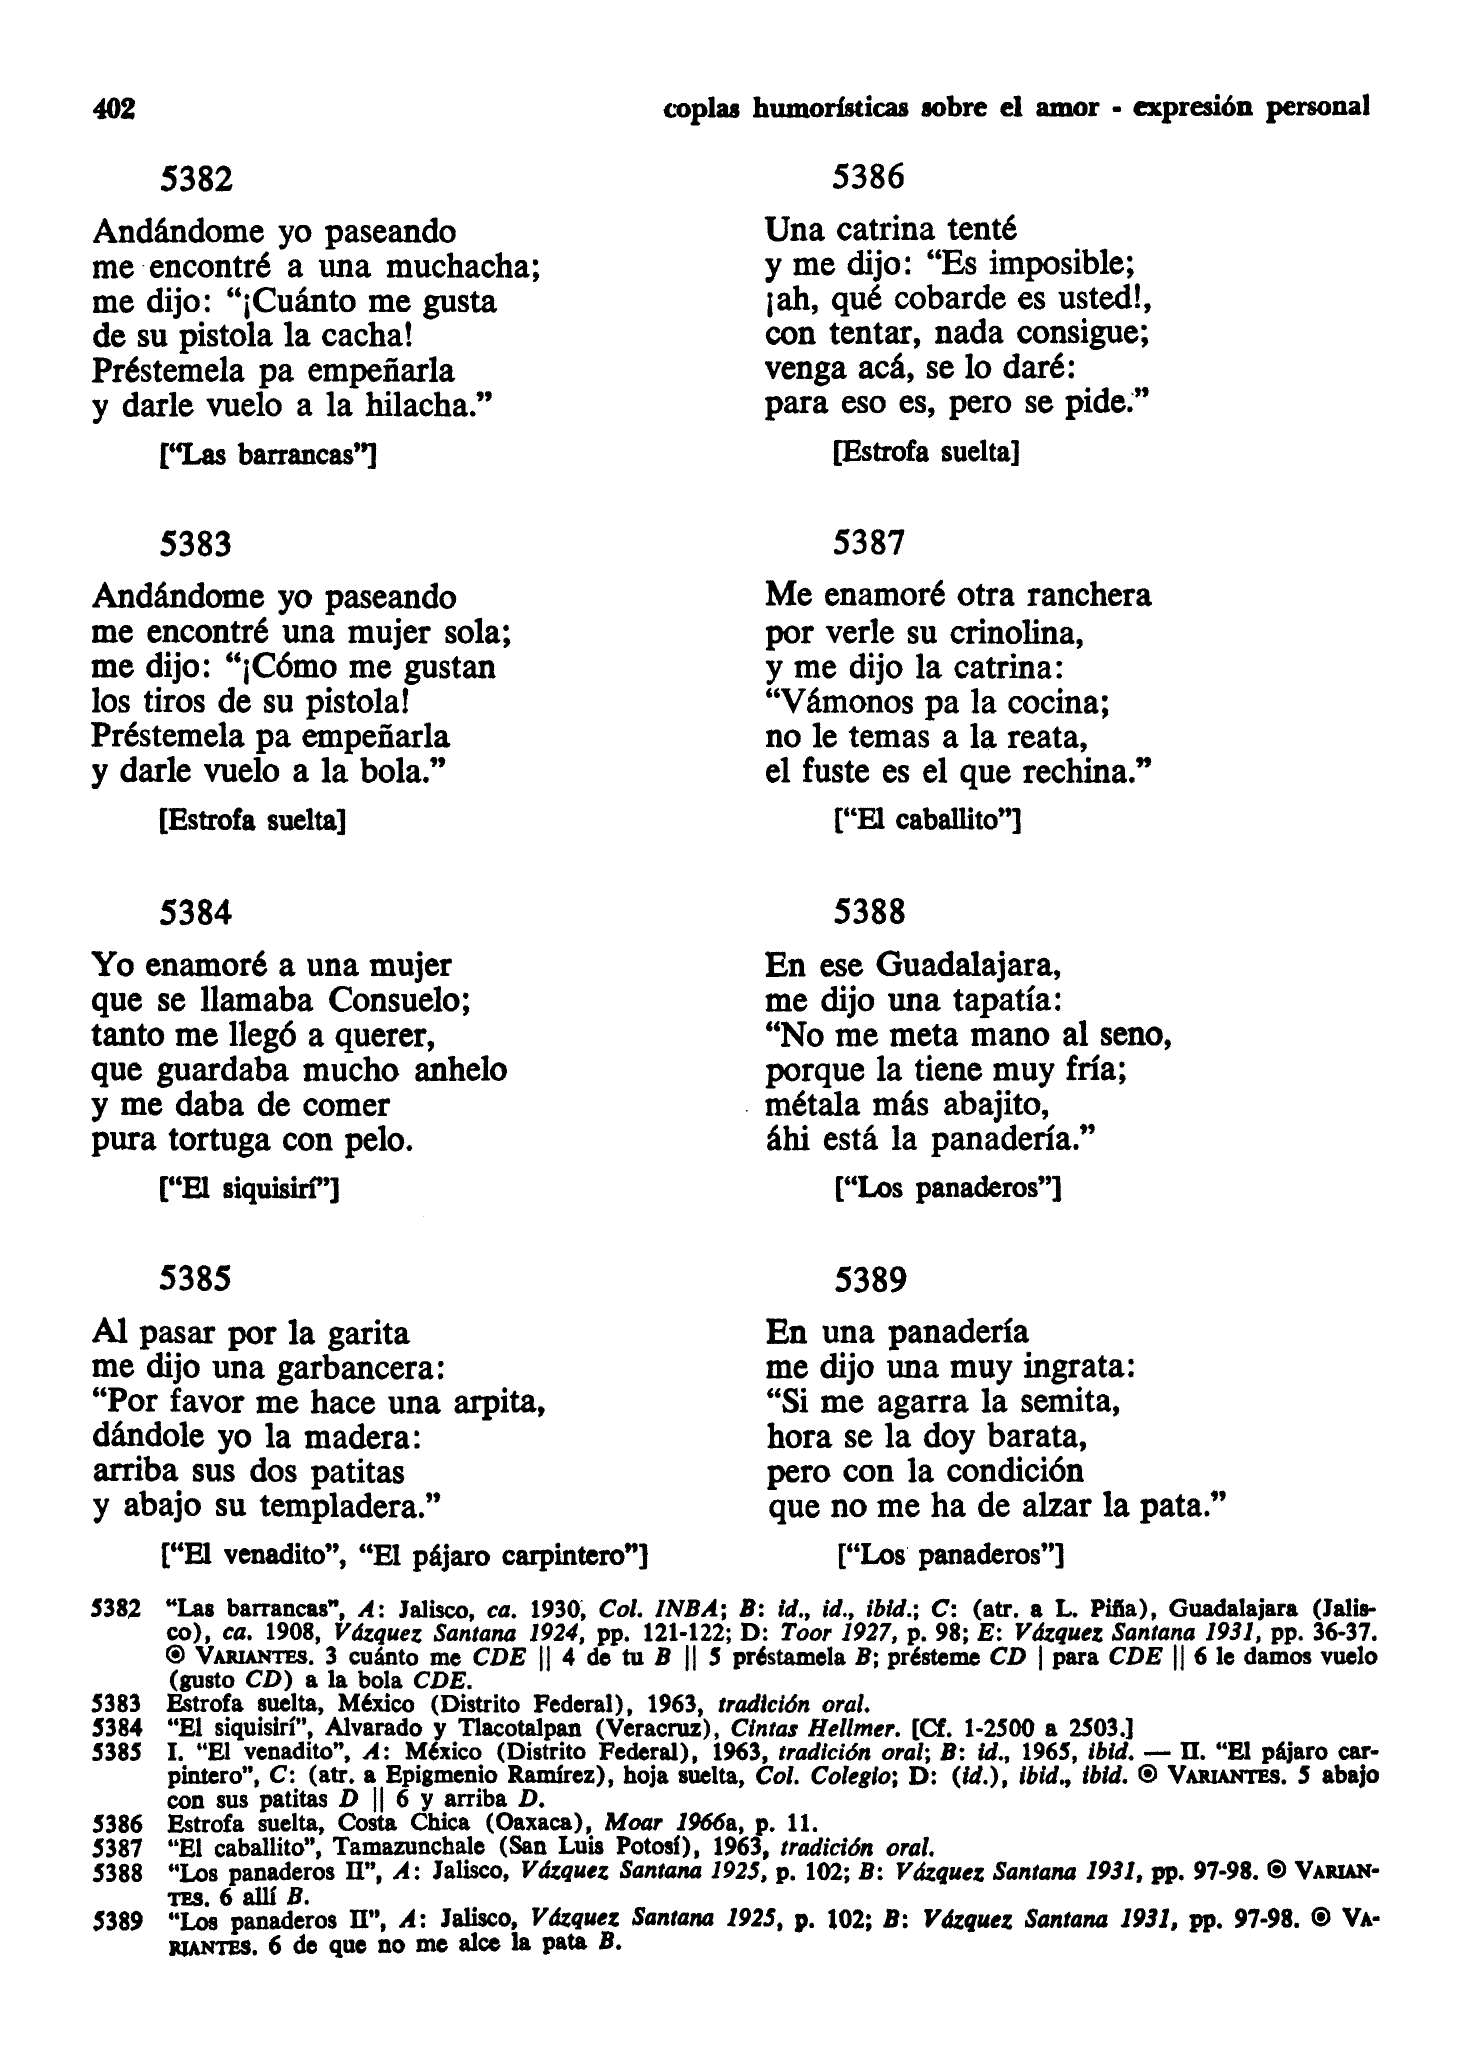 402 coplas humorísticas sobre el amor - expresión personal
5382
Andándome yo paseando
me encontré a una muchacha;
me dijo: “¡Cuánto me gusta
de su pistola la cacha!
Préstemela pa empeñarla
y darle vuelo a la hilacha.”
[“Las barrancas”]
5383
Andándome yo paseando
me encontré una mujer sola;
me dijo: “¡Cómo me gustan
los tiros de su pistola!
Préstemela pa empeñarla
y darle vuelo a la bola.”
[Estrofa suelta]
5384
Yo enamoré a una mujer
que se llamaba Consuelo;
tanto me llegó a querer,
que guardaba mucho anhelo
y me daba de comer
pura tortuga con pelo.
[“El siquisirí”]
5385
Al pasar por la garita
me dijo una garbancera:
“Por favor me hace una arpita,
dándole yo la madera:
arriba sus dos patitas
y abajo su templadera.”
[“El venadito”, “El pájaro carpintero”]
5386
Una catrina tenté
y me dijo: “Es imposible;
¡ah, qué cobarde es usted!,
con tentar, nada consigue;
venga acá, se lo daré:
para eso es, pero se pide.”
[Estrofa suelta]
5387
Me enamoré otra ranchera
por verle su crinolina,
y me dijo la catrina:
“Vámonos pa la cocina;
no le temas a la reata,
el fuste es el que rechina.”
[“El caballito”]
5388
En ese Guadalajara,
me dijo una tapatía:
“No me meta mano al seno,
porque la tiene muy fría;
métala más abajito,
áhi está la panadería.”
[“Los panaderos”]
5389
En una panadería
me dijo una muy ingrata:
“Si me agarra la semita,
hora se la doy barata,
pero con la condición
que no me ha de alzar la pata.”
[“Los panaderos”]
5382 “Las barrancas”, A: Jalisco, ca. 1930, Col. INBA; B: id., id., ibid.; C: (atr. a L. Piña), Guadalajara (Jalis-
co), ca. 1908, Vázquez Santana 1924, pp. 121-122; D: Toor 1927, p. 98; E: Vázquez Santana 1931, pp. 36-37.
⊙ VARIANTES. 3 cuánto me CDE || 4 de tu B || 5 préstamela B; présteme CD | para CDE || 6 le damos vuelo
(gusto CD) a la bola CDE.
5383 Estrofa suelta, México (Distrito Federal), 1963, tradición oral.
5384 “El siquisirí”, Alvarado y Tlacotalpan (Veracruz), Cintas Hellmer. [Cf. 1-2500 a 2503.]
5385 I. “El venadito”, A: México (Distrito Federal), 1963, tradición oral; B: id., 1965, ibid. — II. “El pájaro car-
pintero”, C: (atr. a Epigmenio Ramírez), hoja suelta, Col. Colegio; D: (id.), ibid., ibid. ⊙ VARIANTES. 5 abajo
con sus patitas D || 6 y arriba D.
5386 Estrofa suelta, Costa Chica (Oaxaca), Moar 1966a, p. 11.
5387 “El caballito”, Tamazunchale (San Luis Potosí), 1963, tradición oral.
5388 “Los panaderos II”, A: Jalisco, Vázquez Santana 1925, p. 102; B: Vázquez Santana 1931, pp. 97-98. ⊙ VARIAN-
TES. 6 allí B.
5389 “Los panaderos II”, A: Jalisco, Vázquez Santana 1925, p. 102; B: Vázquez Santana 1931, pp. 97-98. ⊙ VA-
RIANTES. 6 de que no me alce la pata B.